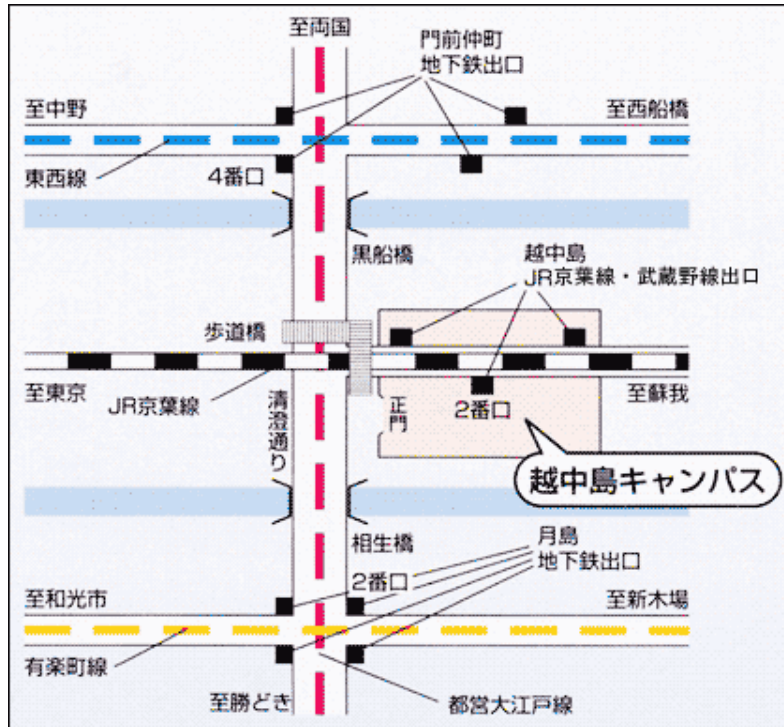 至両国
門前仲町
地下鉄出口
至中野
至西船橋
東西線
4番口
黒船橋
越中島
JR京葉線・武蔵野線出口
歩道橋
至東京
JR京葉線
清澄通り
正門
2番口
至蘇我
越中島キャンパス
相生橋
月島
地下鉄出口
2番口
至和光市
至新木場
有楽町線
至勝どき
都営大江戸線